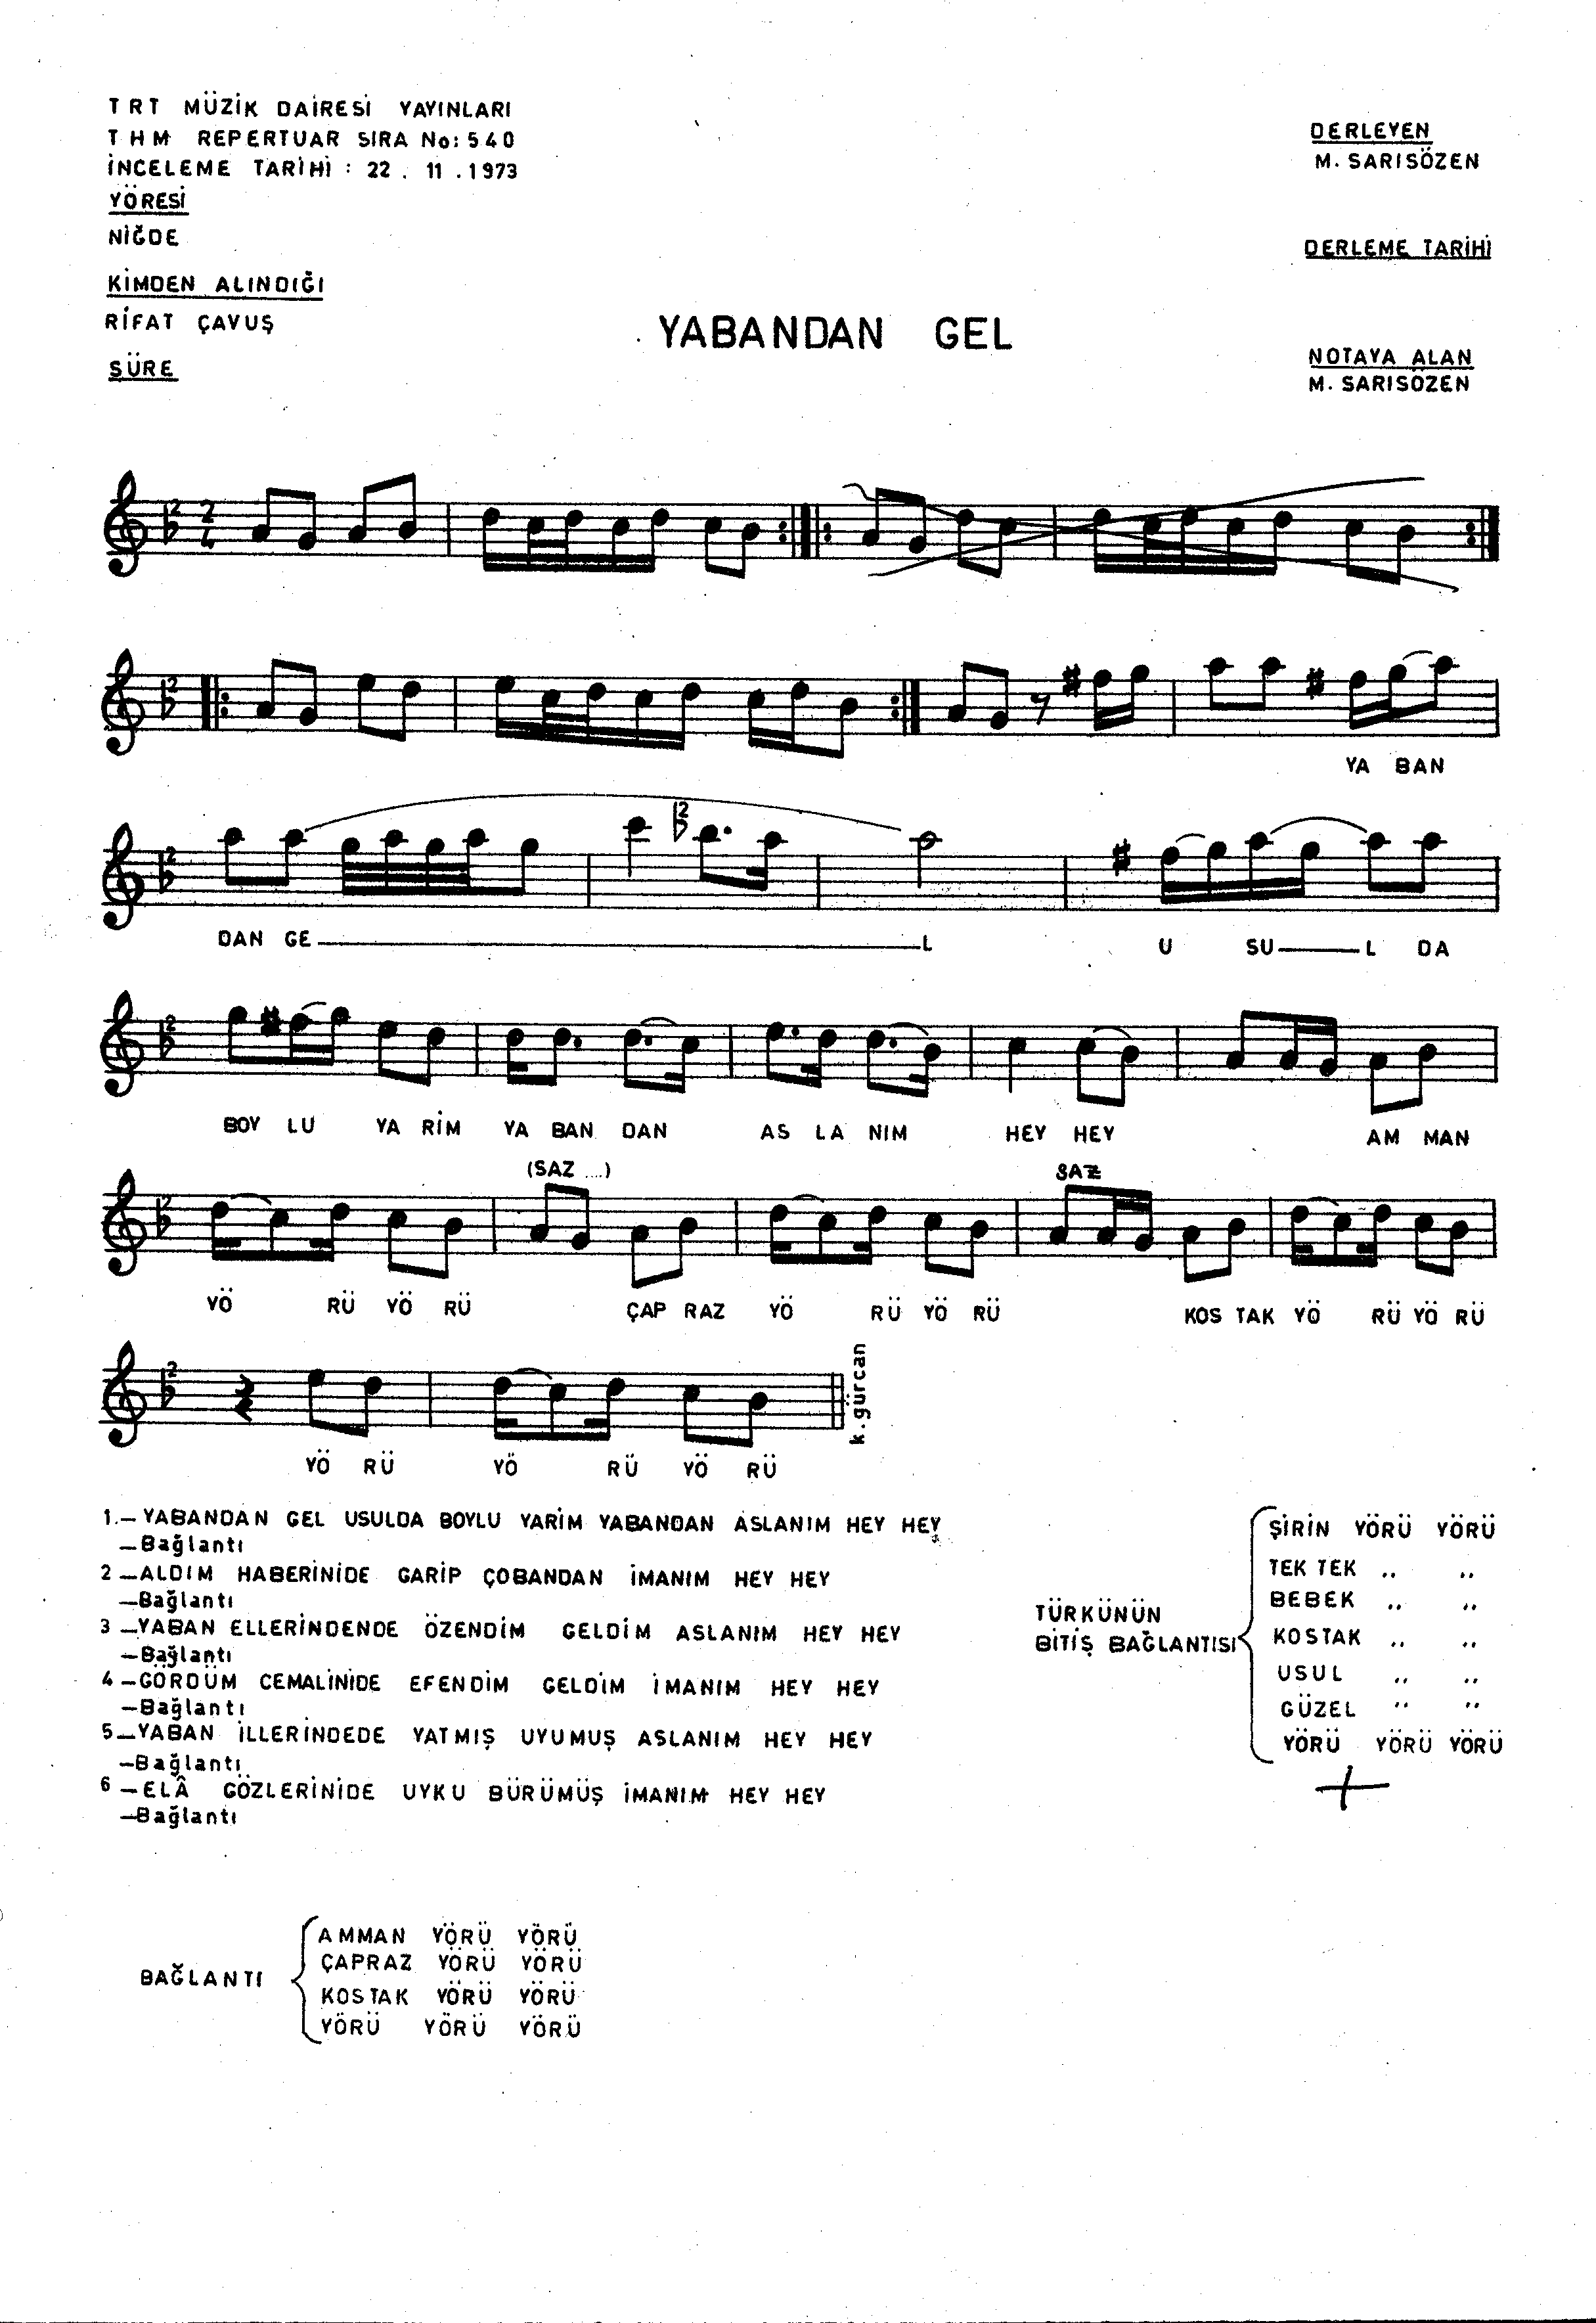 TRT MÜZİK DAİRESİ YAYINLARI
THM REPERTUAR SIRA No: 540
İNCELEME TARİHİ : 22 . 11 . 1973
YÖRESİ
NİĞDE
KİMDEN ALINDIĞI
RİFAT ÇAVUŞ
SÜRE
DERLEYEN
M. SARISÖZEN
DERLEME TARİHİ
NOTAYA ALAN
M. SARISÖZEN
YABANDAN GEL
YA BAN
DAN GE L U SU L DA
BOY LU YA RİM YA BAN DAN AS LA NIM HEY HEY AM MAN
(SAZ ....) SAZ
YÖ RÜ YÖ RÜ ÇAP RAZ YÖ RÜ YÖ RÜ KOS TAK YÖ RÜ YÖ RÜ
k.gürcan
YÖ RÜ YÖ RÜ YÖ RÜ
1.– YABANDAN GEL USULDA BOYLU YARİM YABANDAN ASLANIM HEY HEY
– Bağlantı
2 – ALDIM HABERİNİDE GARİP ÇOBANDAN İMANIM HEY HEY
– Bağlantı
3 – YABAN ELLERİNDENDE ÖZENDİM GELDİM ASLANIM HEY HEY
– Bağlantı
4 – GÖRDÜM CEMALİNİDE EFENDİM GELDİM İMANIM HEY HEY
– Bağlantı
5 – YABAN İLLERİNDEDE YATMIŞ UYUMUŞ ASLANIM HEY HEY
– Bağlantı
6 – ELÂ GÖZLERİNİDE UYKU BÜRÜMÜŞ İMANIM HEY HEY
– Bağlantı
TÜRKÜNÜN
BİTİŞ BAĞLANTISI
ŞİRİN YÖRÜ YÖRÜ
TEK TEK ,, ,,
BEBEK ,, ,,
KOSTAK ,, ,,
USUL ,, ,,
GÜZEL ,, ,,
YÖRÜ YÖRÜ YÖRÜ
BAĞLANTI
AMMAN YÖRÜ YÖRÜ
ÇAPRAZ YÖRÜ YÖRÜ
KOSTAK YÖRÜ YÖRÜ
YÖRÜ YÖRÜ YÖRÜ